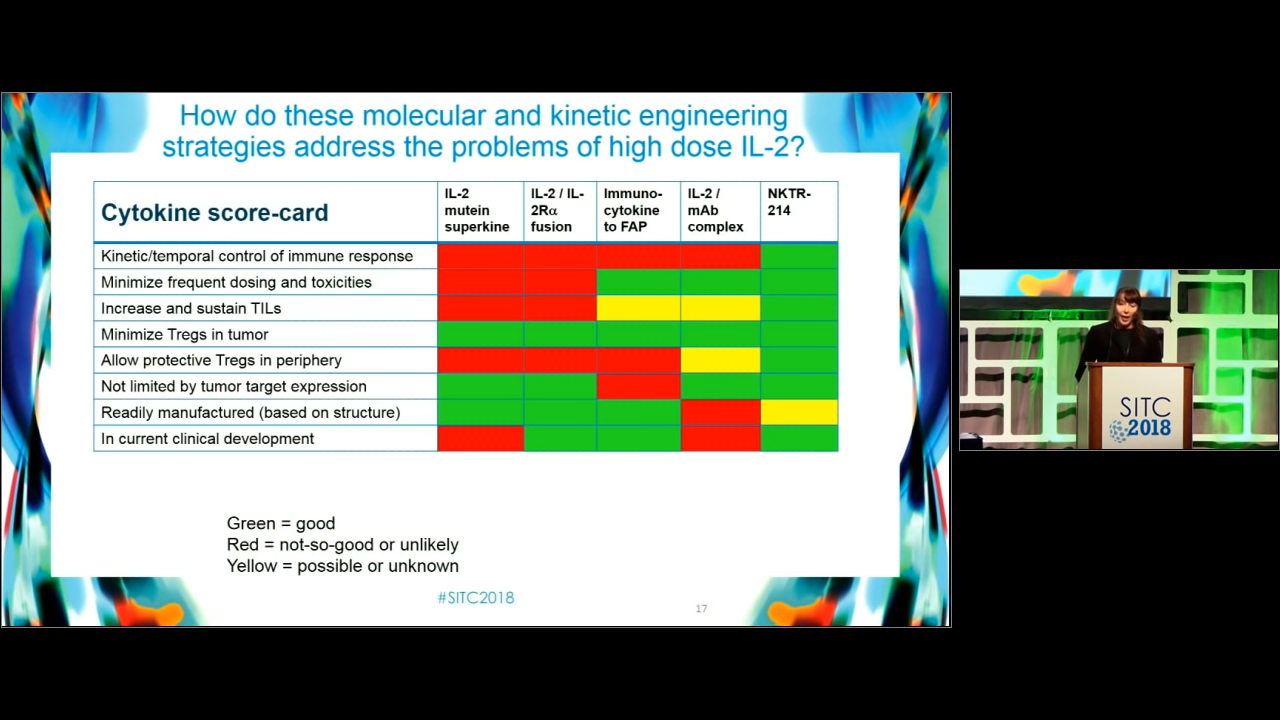 How do these molecular and kinetic engineering
strategies address the problems of high dose IL-2?
Cytokine score-card
IL-2
mutein
superkine
IL-2 / IL-
2Rα
fusion
Immuno-
cytokine
to FAP
IL-2 /
mAb
complex
NKTR-
214
Kinetic/temporal control of immune response
Minimize frequent dosing and toxicities
Increase and sustain TILs
Minimize Tregs in tumor
Allow protective Tregs in periphery
Not limited by tumor target expression
Readily manufactured (based on structure)
In current clinical development
Green = good
Red = not-so-good or unlikely
Yellow = possible or unknown
#SITC2018
17
SITC
2018